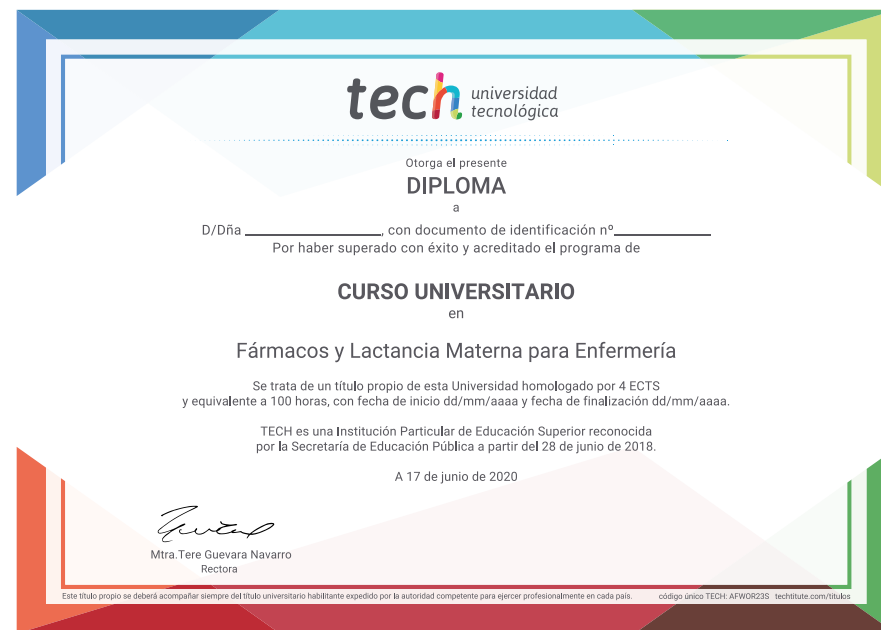 tech universidad
tecnológica
Otorga el presente
DIPLOMA
a
D/Dña ____________________, con documento de identificación nº______________
Por haber superado con éxito y acreditado el programa de
CURSO UNIVERSITARIO
en
Fármacos y Lactancia Materna para Enfermería
Se trata de un título propio de esta Universidad homologado por 4 ECTS
y equivalente a 100 horas, con fecha de inicio dd/mm/aaaa y fecha de finalización dd/mm/aaaa.
TECH es una Institución Particular de Educación Superior reconocida
por la Secretaría de Educación Pública a partir del 28 de junio de 2018.
A 17 de junio de 2020
Mtra.Tere Guevara Navarro
Rectora
Este título propio se deberá acompañar siempre del título universitario habilitante expedido por la autoridad competente para ejercer profesionalmente en cada país. código único TECH: AFWOR23S techtitute.com/titulos